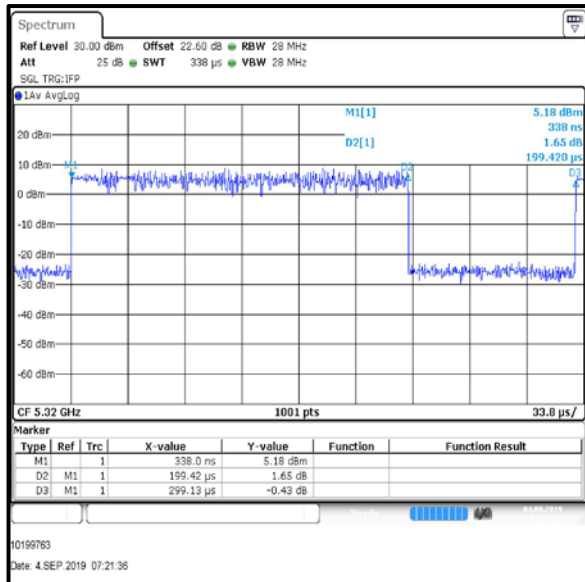 Spectrum
Ref Level 30.00 dBm Offset 22.60 dB RBW 28 MHz
Att 25 dB SWT 338 µs VBW 28 MHz
SGL TRG:IFP
1Av AvgLog
M1[1] 5.18 dBm
338 ns
D2[1] 1.65 dB
199.420 µs
20 dBm
10 dBm
M1
D2
D3
0 dBm
-10 dBm
-20 dBm
-30 dBm
-40 dBm
-50 dBm
-60 dBm
CF 5.32 GHz 1001 pts 33.8 µs/
Marker
Type Ref Trc X-value Y-value Function Function Result
M1 1 338.0 ns 5.18 dBm
D2 M1 1 199.42 µs 1.65 dB
D3 M1 1 299.13 µs -0.43 dB
10199763
Date: 4.SEP.2019 07:21:36